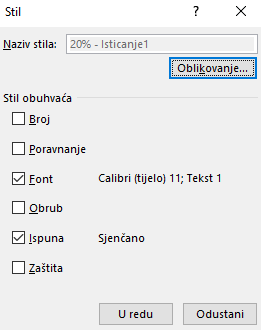 Stil
Naziv stila: 20% - Isticanje1
Oblikovanje...
Stil obuhvaća
Broj
Poravnanje
Font Calibri (tijelo) 11; Tekst 1
Obrub
Ispuna Sjenčano
Zaštita
U redu Odustani